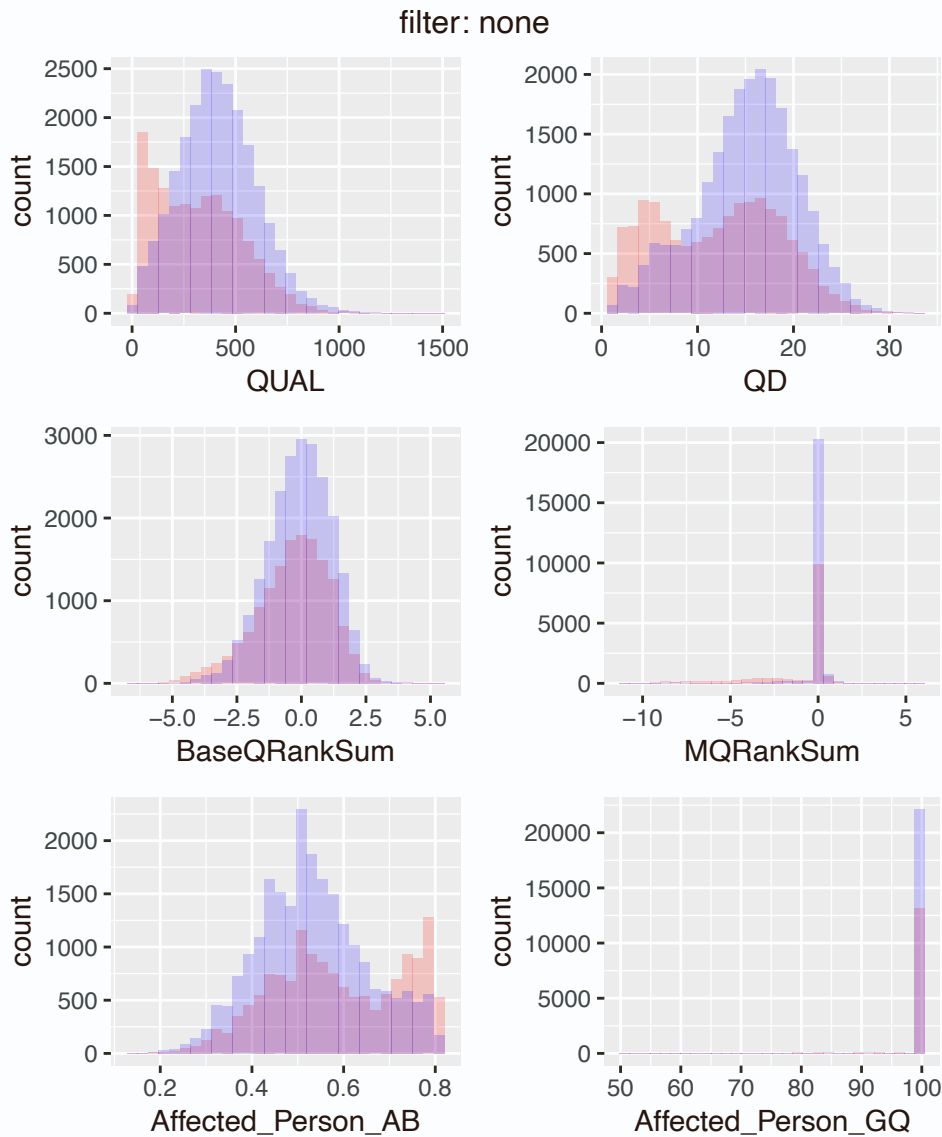 filter: none
count
2500
2000
1500
1000
500
0
0 500 1000 1500
QUAL
count
2000
1500
1000
500
0
0 10 20 30
QD
count
3000
2000
1000
0
−5.0 −2.5 0.0 2.5 5.0
BaseQRankSum
count
20000
15000
10000
5000
0
−10 −5 0 5
MQRankSum
count
2000
1500
1000
500
0
0.2 0.4 0.6 0.8
Affected_Person_AB
count
20000
15000
10000
5000
0
50 60 70 80 90 100
Affected_Person_GQ